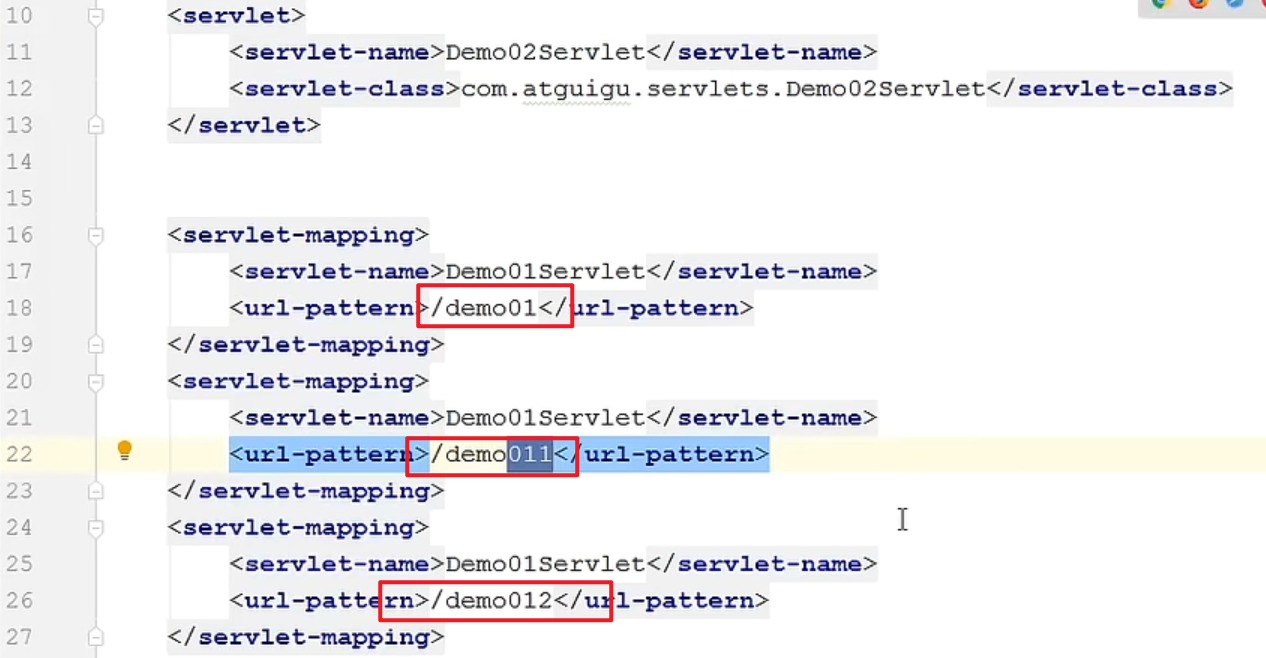 10 <servlet>
11 <servlet-name>Demo02Servlet</servlet-name>
12 <servlet-class>com.atguigu.servlets.Demo02Servlet</servlet-class>
13 </servlet>
14
15
16 <servlet-mapping>
17 <servlet-name>Demo01Servlet</servlet-name>
18 <url-pattern>/demo01</url-pattern>
19 </servlet-mapping>
20 <servlet-mapping>
21 <servlet-name>Demo01Servlet</servlet-name>
22 <url-pattern>/demo011</url-pattern>
23 </servlet-mapping>
24 <servlet-mapping>
25 <servlet-name>Demo01Servlet</servlet-name>
26 <url-pattern>/demo012</url-pattern>
27 </servlet-mapping>